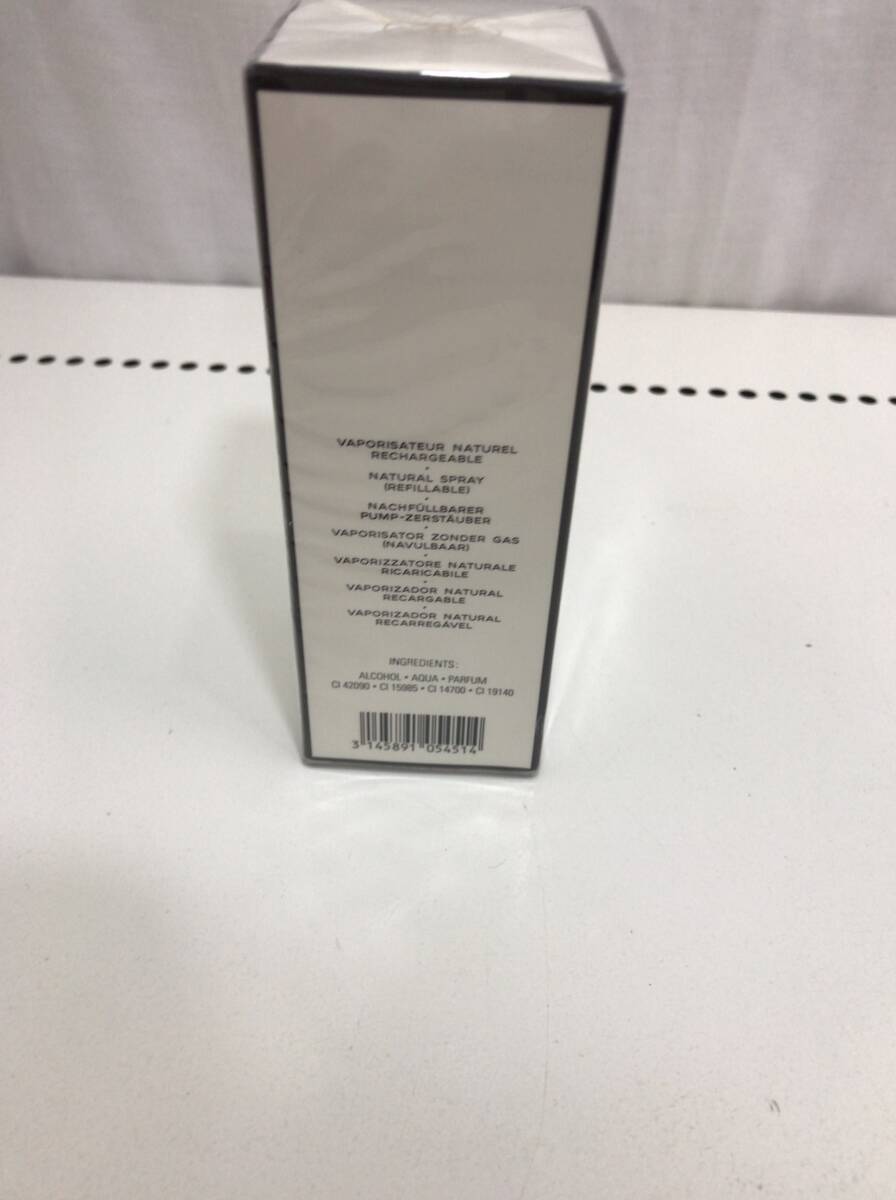 VAPORISATEUR NATUREL
RECHARGEABLE
•
NATURAL SPRAY
(REFILLABLE)
•
NACHFÜLLBARER
PUMP-ZERSTÄUBER
•
VAPORISATOR ZONDER GAS
(NAVULBAAR)
•
VAPORIZZATORE NATURALE
RICARICABILE
•
VAPORIZADOR NATURAL
RECARGABLE
•
VAPORIZADOR NATURAL
RECARREGÁVEL
INGREDIENTS:
ALCOHOL • AQUA • PARFUM
CI 42090 • CI 15985 • CI 14700 • CI 19140
3 145891 054514